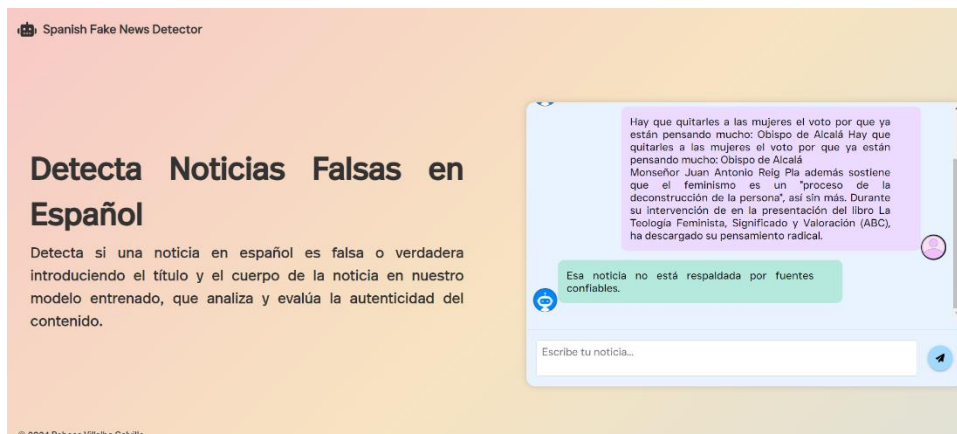 Spanish Fake News Detector
Detecta Noticias Falsas en
Español
Detecta si una noticia en español es falsa o verdadera
introduciendo el título y el cuerpo de la noticia en nuestro
modelo entrenado, que analiza y evalúa la autenticidad del
contenido.
Hay que quitarles a las mujeres el voto por que ya
están pensando mucho: Obispo de Alcalá Hay que
quitarles a las mujeres el voto por que ya están
pensando mucho: Obispo de Alcalá
Monseñor Juan Antonio Reig Pla además sostiene
que el feminismo es un "proceso de la
deconstrucción de la persona", así sin más. Durante
su intervención de en la presentación del libro La
Teología Feminista, Significado y Valoración (ABC),
ha descargado su pensamiento radical.
Esa noticia no está respaldada por fuentes
confiables.
Escribe tu noticia...
© 2024